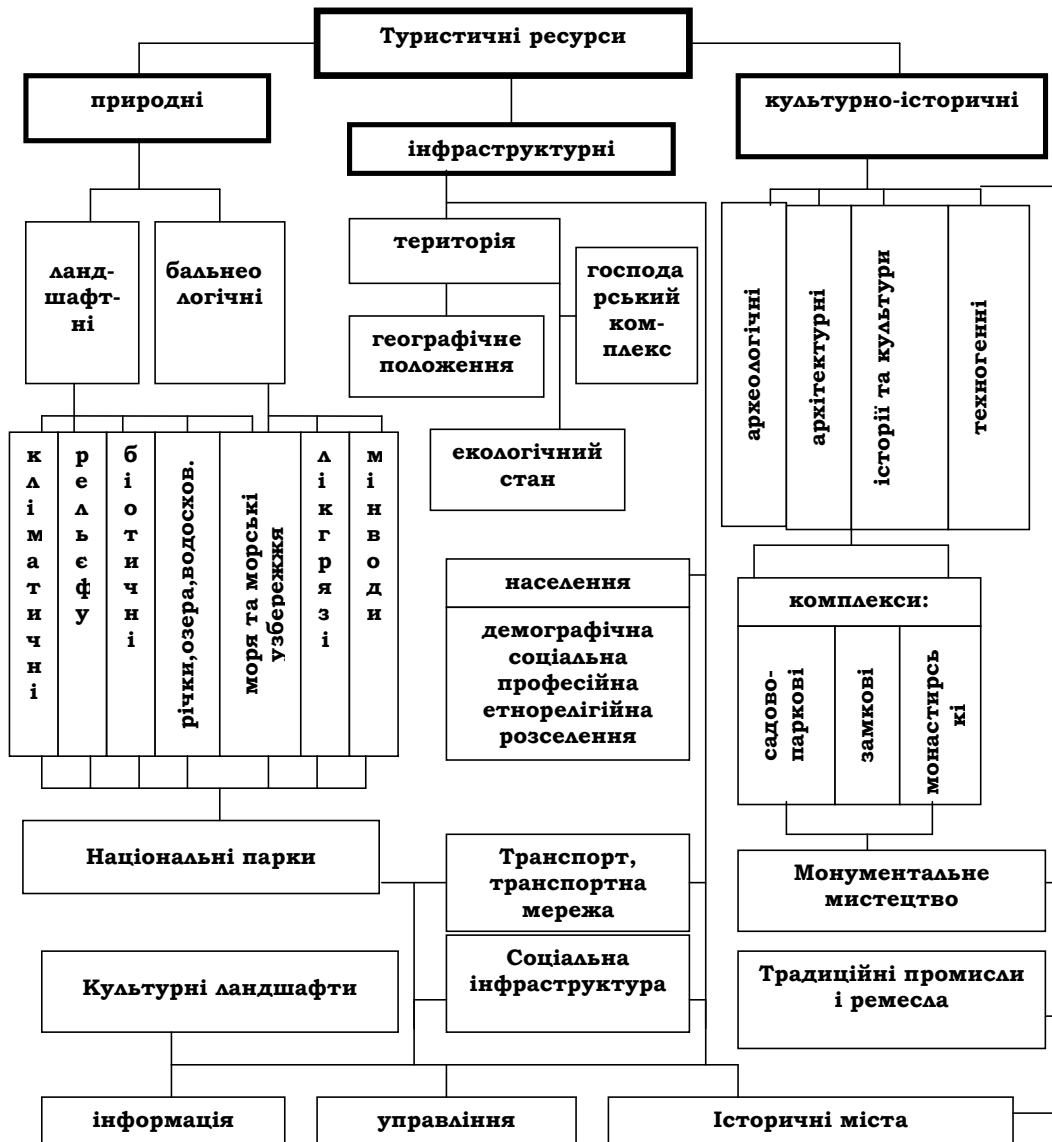 Туристичні ресурси
природні
культурно-історичні
інфраструктурні
ланд-
шафт-
ні
бальнео
логічні
територія
господа
рський
ком-
плекс
географічне
положення
екологічний
стан
археологічні
архітектурні
історії та культури
техногенні
кліматичні
рельєфу
біотичні
річки,озера,водосхов.
моря та морські
узбережжя
лікгрязі
мінводи
населення
демографічна
соціальна
професійна
етнорелігійна
розселення
комплекси:
садово-
паркові
замкові
монастирсь
кі
Національні парки
Транспорт,
транспортна
мережа
Монументальне
мистецтво
Культурні ландшафти
Соціальна
інфраструктура
Традиційні промисли
і ремесла
інформація
управління
Історичні міста